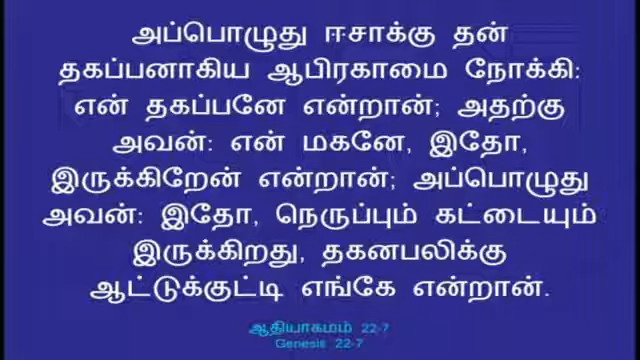 அப்பொழுது ஈசாக்கு தன்
தகப்பனாகிய ஆபிரகாமை நோக்கி:
என் தகப்பனே என்றான்; அதற்கு
அவன்: என் மகனே, இதோ,
இருக்கிறேன் என்றான்; அப்பொழுது
அவன்: இதோ, நெருப்பும் கட்டையும்
இருக்கிறது, தகனபலிக்கு
ஆட்டுக்குட்டி எங்கே என்றான்.
ஆதியாகமம் 22-7
Genesis 22-7